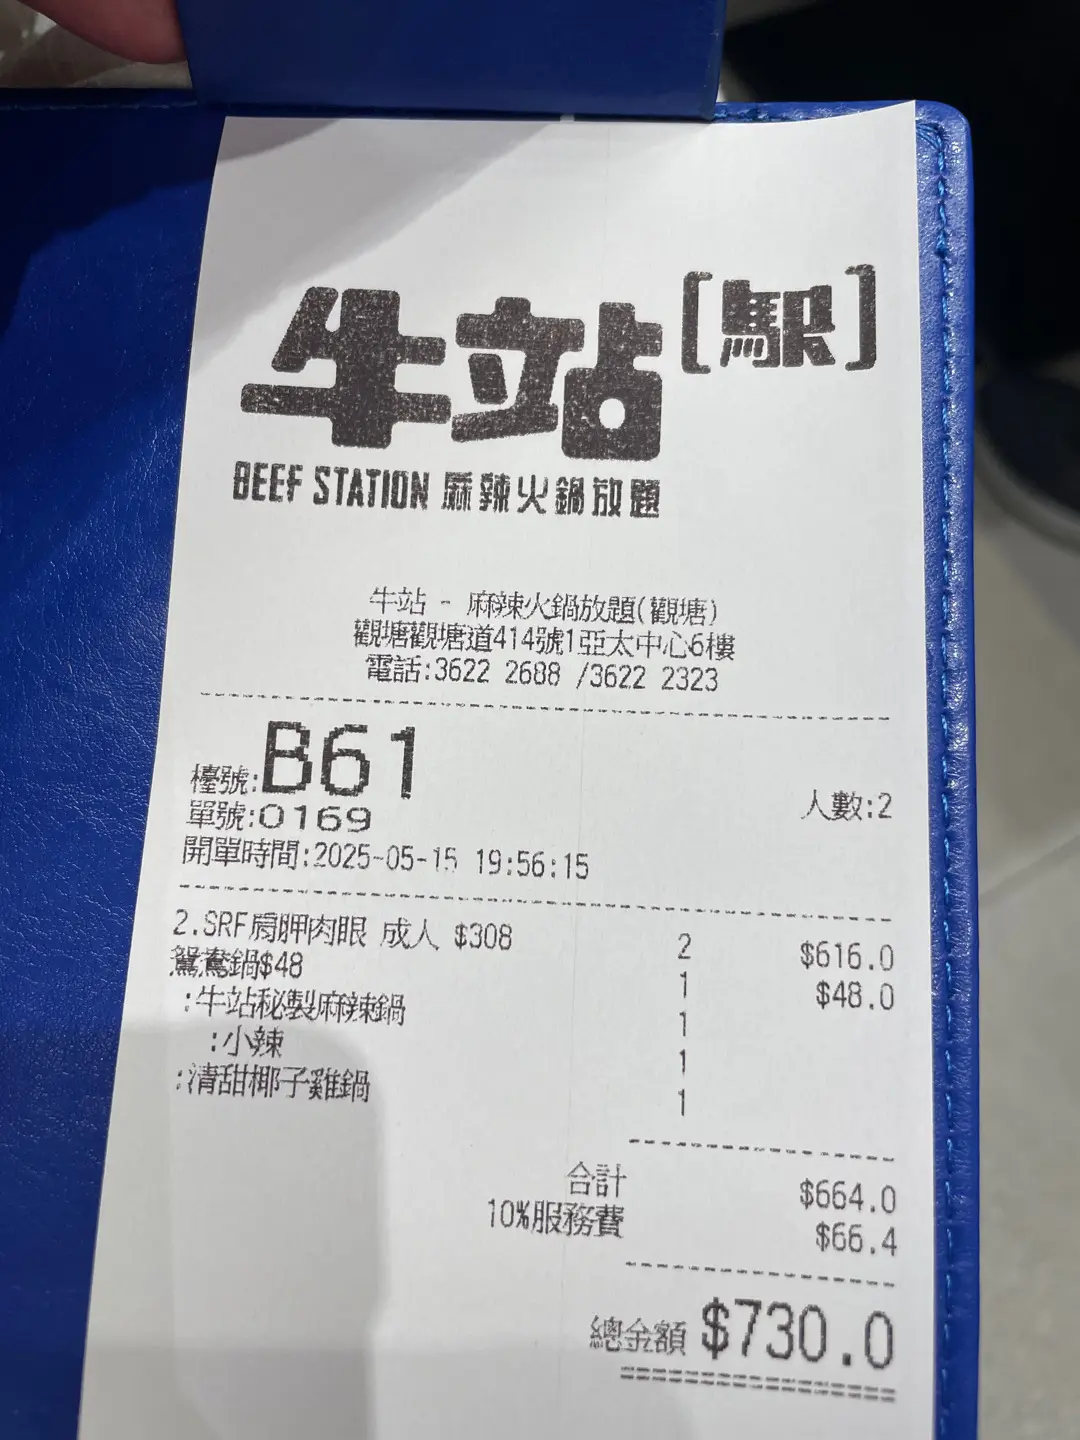 牛站[駅]
BEEF STATION 麻辣火鍋放題
牛站 - 麻辣火鍋放題(觀塘)
觀塘觀塘道414號1亞太中心6樓
電話:3622 2688 /3622 2323
檯號:B61
單號:0169
人數:2
開單時間:2025-05-15 19:56:15
2.SRF肩胛肉眼 成人 $308 2 $616.0
鴛鴦鍋$48 1 $48.0
:牛站秘製麻辣鍋 1
:小辣 1
:清甜椰子雞鍋 1
合計 $664.0
10%服務費 $66.4
總金額 $730.0